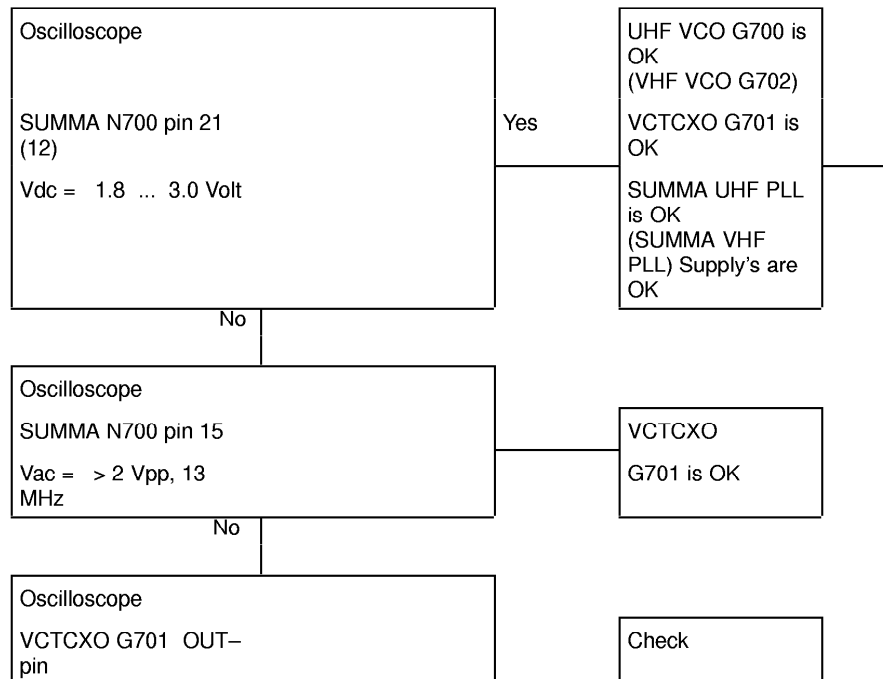 Oscilloscope
SUMMA N700 pin 21
(12)
Vdc = 1.8 ... 3.0 Volt
Yes
UHF VCO G700 is
OK
(VHF VCO G702)
VCTCXO G701 is
OK
SUMMA UHF PLL
is OK
(SUMMA VHF
PLL) Supply's are
OK
No
Oscilloscope
SUMMA N700 pin 15
Vac = > 2 Vpp, 13
MHz
VCTCXO
G701 is OK
No
Oscilloscope
VCTCXO G701 OUT–
pin
Check